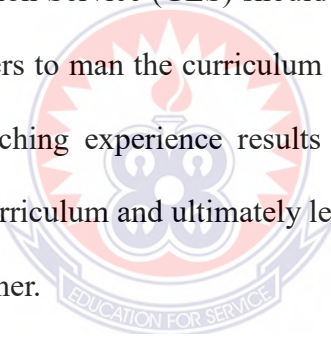 on Service (GES) should
ers to man the curriculum
ching experience results
rriculum and ultimately le
ner.
EDUCATION FOR SERVICE